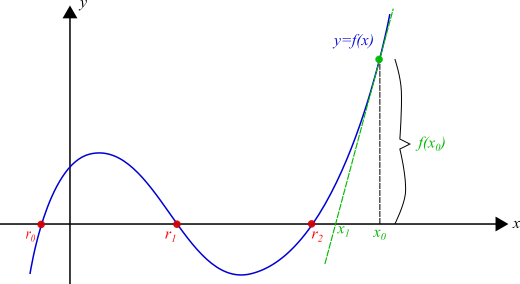 y
y=f(x)
f(x₀)
r₀
r₁
r₂
x₁
x₀
x